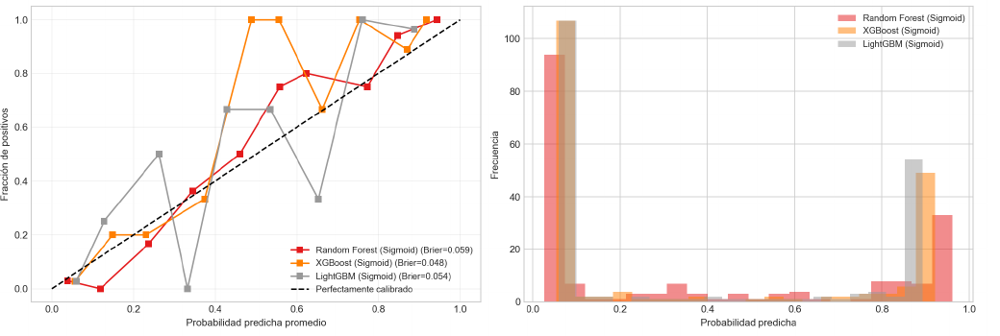 Fracción de positivos
1.0
0.8
0.6
0.4
0.2
0.0
0.0 0.2 0.4 0.6 0.8 1.0
Probabilidad predicha promedio
Random Forest (Sigmoid) (Brier=0.059)
XGBoost (Sigmoid) (Brier=0.048)
LightGBM (Sigmoid) (Brier=0.054)
Perfectamente calibrado
Frecuencia
100
80
60
40
20
0
0.0 0.2 0.4 0.6 0.8 1.0
Probabilidad predicha
Random Forest (Sigmoid)
XGBoost (Sigmoid)
LightGBM (Sigmoid)